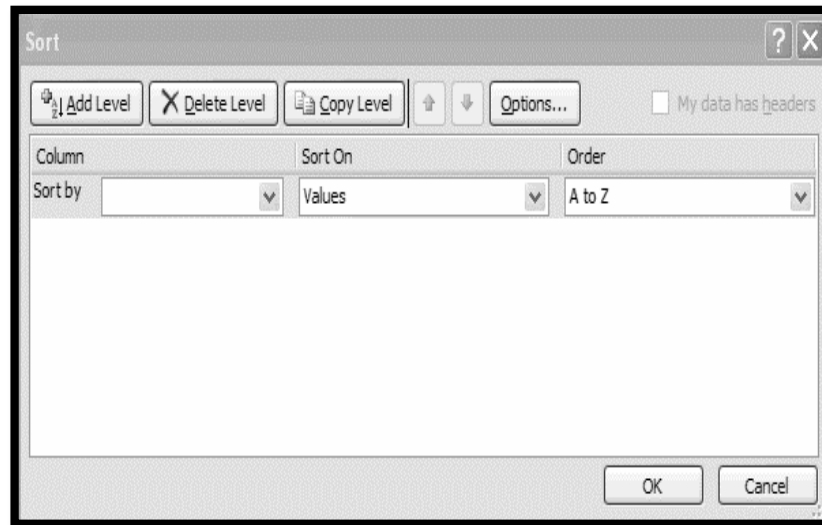 Sort
Add Level Delete Level Copy Level Options... My data has headers
Column Sort On Order
Sort by Values A to Z
OK Cancel